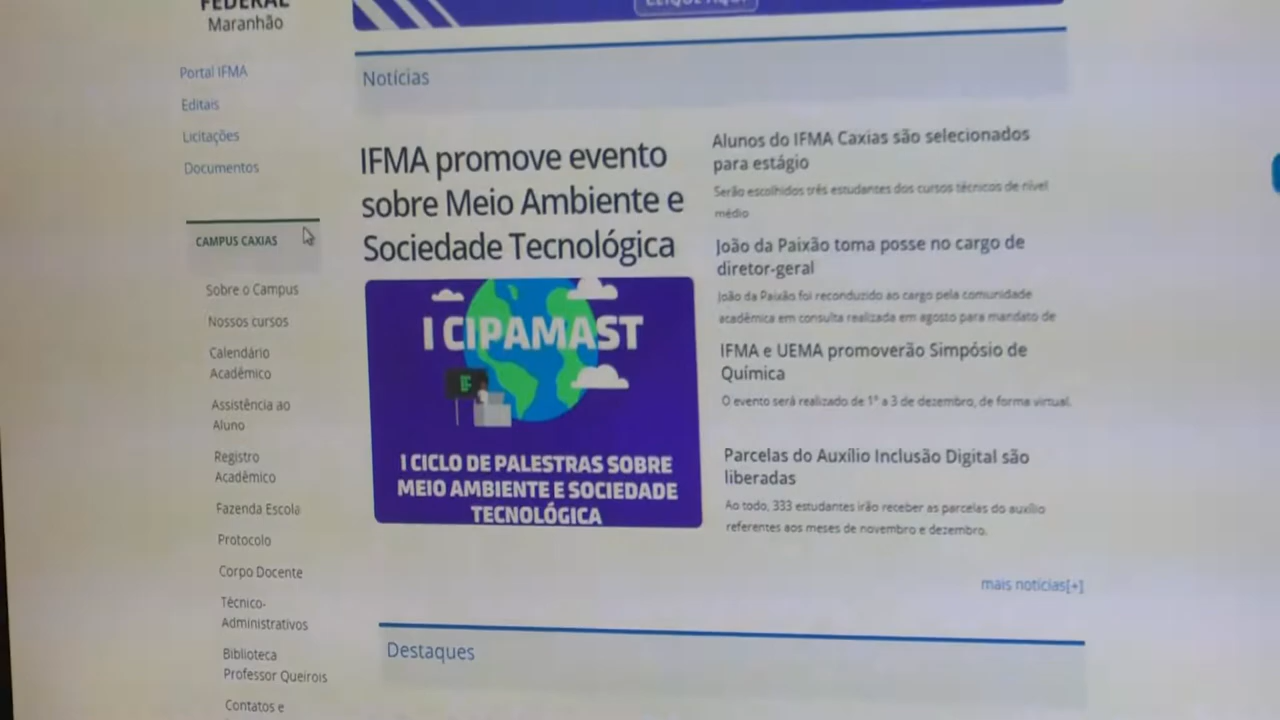 FEDERAL
Maranhão
Portal IFMA
Editais
Licitações
Documentos
CAMPUS CAXIAS
Sobre o Campus
Nossos cursos
Calendário
Acadêmico
Assistência ao
Aluno
Registro
Acadêmico
Fazenda Escola
Protocolo
Corpo Docente
Técnico-
Administrativos
Biblioteca
Professor Queirois
Contatos e
CLIQUE AQUI
Notícias
IFMA promove evento
sobre Meio Ambiente e
Sociedade Tecnológica
I CIPAMAST
I CICLO DE PALESTRAS SOBRE
MEIO AMBIENTE E SOCIEDADE
TECNOLÓGICA
Alunos do IFMA Caxias são selecionados
para estágio
Serão escolhidos três estudantes dos cursos técnicos de nível
médio
João da Paixão toma posse no cargo de
diretor-geral
João da Paixão foi reconduzido ao cargo pela comunidade
acadêmica em consulta realizada em agosto para mandato de
IFMA e UEMA promoverão Simpósio de
Química
O evento será realizado de 1º a 3 de dezembro, de forma virtual.
Parcelas do Auxílio Inclusão Digital são
liberadas
Ao todo, 333 estudantes irão receber as parcelas do auxílio
referentes aos meses de novembro e dezembro.
mais notícias[+]
Destaques